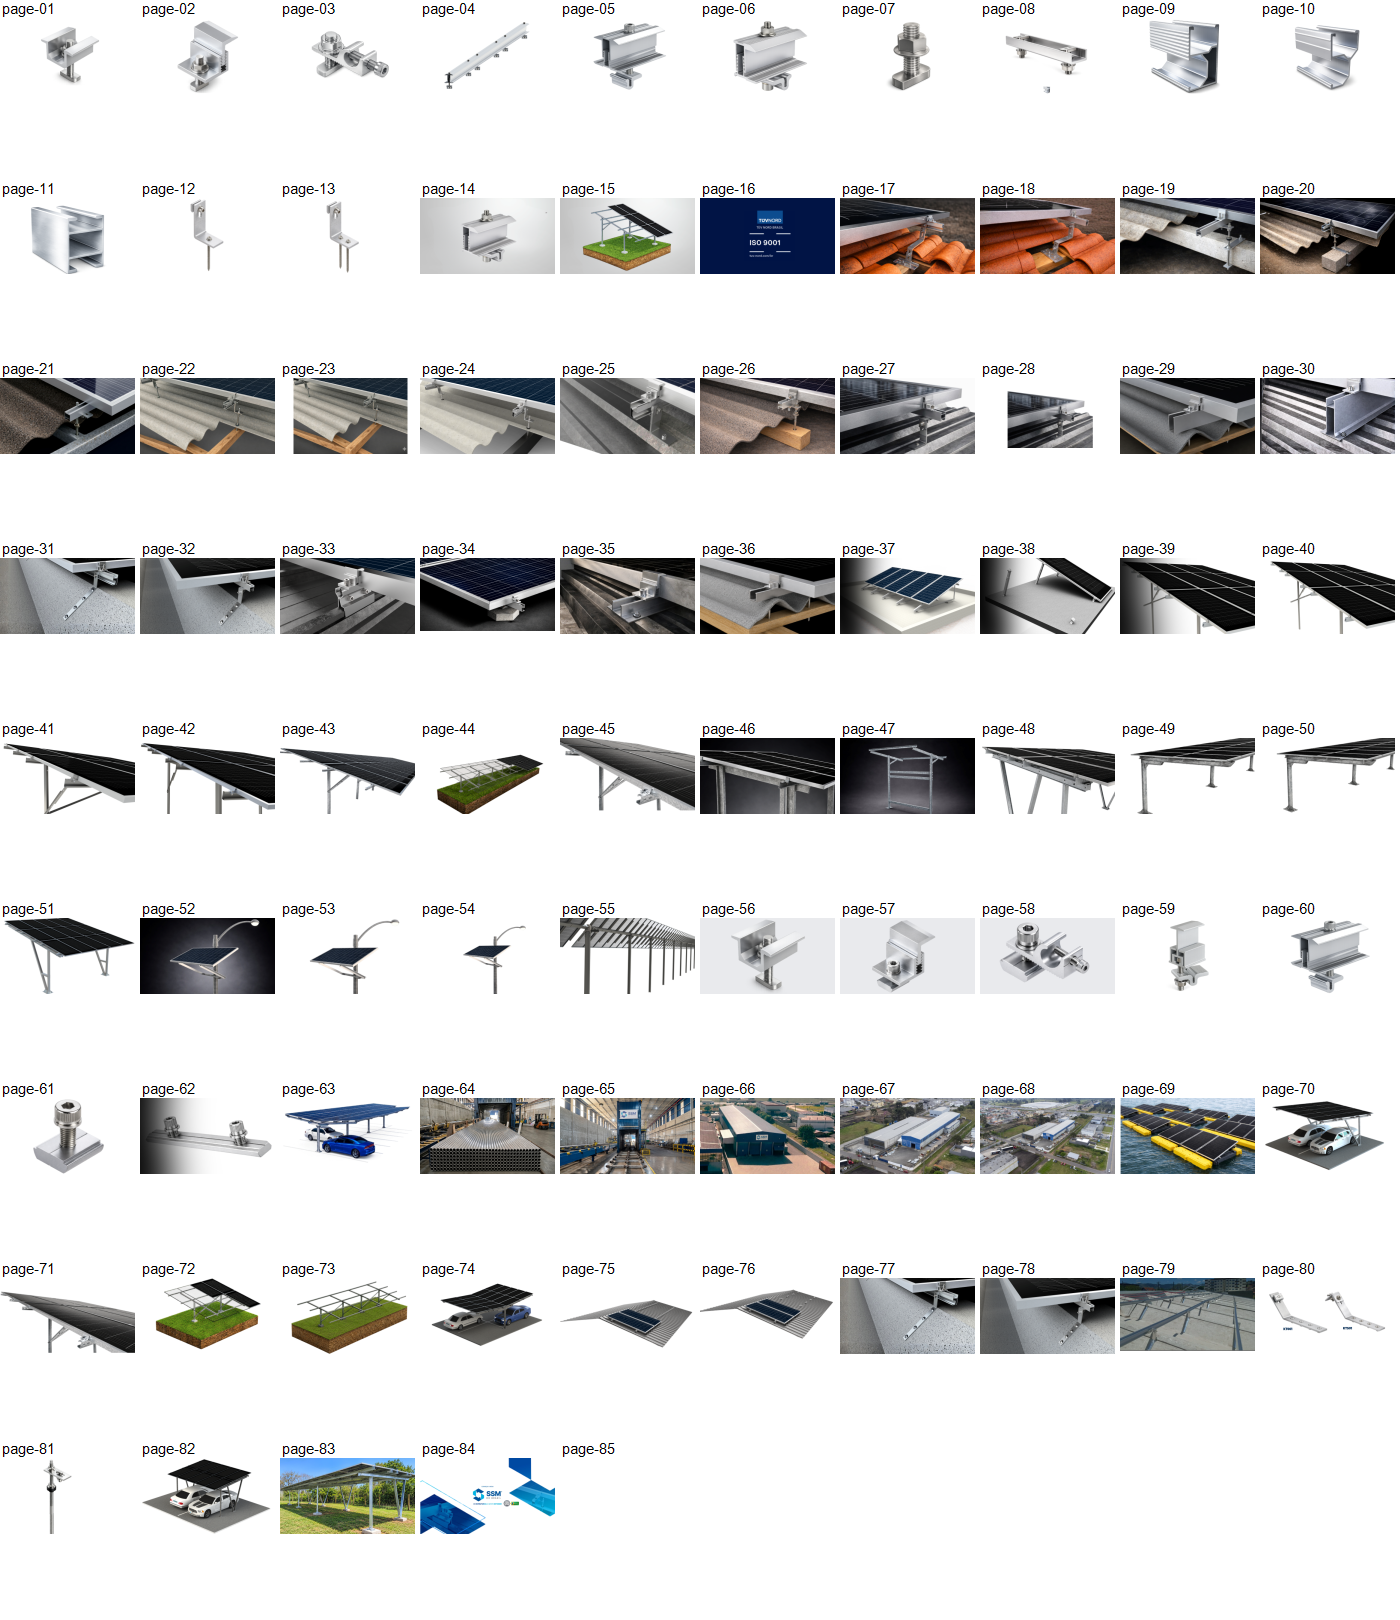 page-01 page-02 page-03 page-04 page-05 page-06 page-07 page-08 page-09 page-10
page-11 page-12 page-13 page-14 page-15 page-16 page-17 page-18 page-19 page-20
TÜVNORD
TÜV NORD BRASIL
ISO 9001
page-21 page-22 page-23 page-24 page-25 page-26 page-27 page-28 page-29 page-30
page-31 page-32 page-33 page-34 page-35 page-36 page-37 page-38 page-39 page-40
page-41 page-42 page-43 page-44 page-45 page-46 page-47 page-48 page-49 page-50
page-51 page-52 page-53 page-54 page-55 page-56 page-57 page-58 page-59 page-60
page-61 page-62 page-63 page-64 page-65 page-66 page-67 page-68 page-69 page-70
SSM
page-71 page-72 page-73 page-74 page-75 page-76 page-77 page-78 page-79 page-80
page-81 page-82 page-83 page-84 page-85
SSM